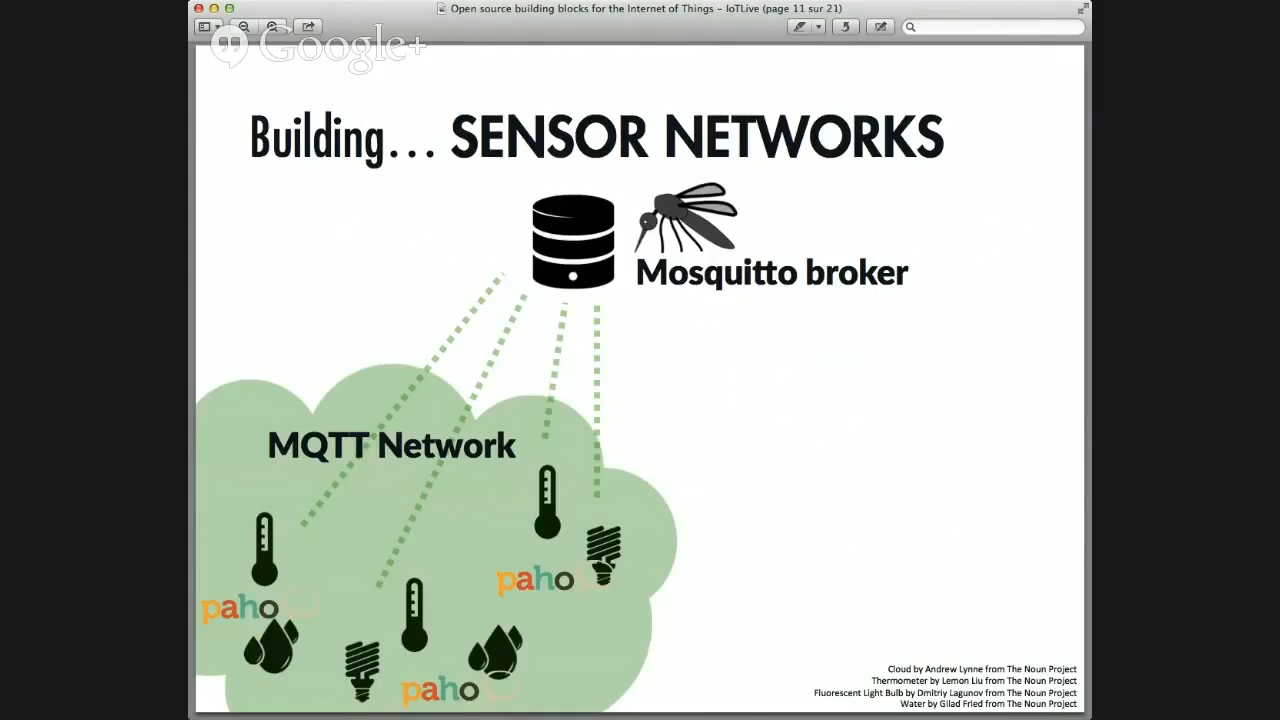 Open source building blocks for the Internet of Things – IoTLive (page 11 sur 21)
Google+
Building... SENSOR NETWORKS
Mosquitto broker
MQTT Network
paho
paho
paho
Cloud by Andrew Lynne from The Noun Project
Thermometer by Lemon Liu from The Noun Project
Fluorescent Light Bulb by Dmitriy Lagunov from The Noun Project
Water by Gilad Fried from The Noun Project